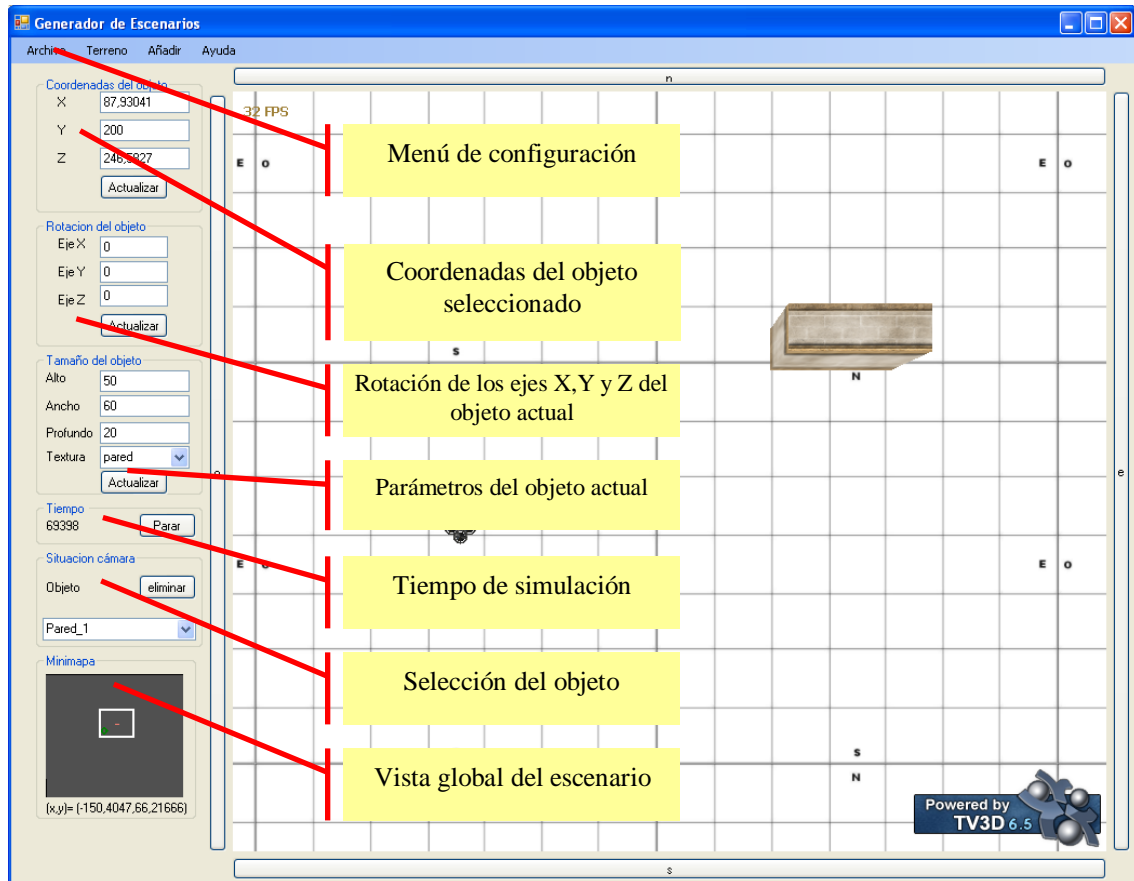 Generador de Escenarios
Archivo Terreno Añadir Ayuda
n
Coordenadas del objeto
X 87,93041
Y 200
Z
Actualizar
32 FPS
Menú de configuración
E O
E O
Rotacion del objeto
Eje X 0
Eje Y 0
Eje Z 0
Actualizar
Coordenadas del objeto
seleccionado
S
N
Tamaño del objeto
Alto 50
Ancho 60
Profundo 20
Textura pared
Actualizar
Rotación de los ejes X,Y y Z del
objeto actual
Parámetros del objeto actual
e
Tiempo
69398 Parar
Situacion cámara
Objeto eliminar
Pared_1
E O
E O
Tiempo de simulación
Selección del objeto
Minimapa
(x,y)= (-150,4047,66,21666)
Vista global del escenario
S
N
Powered by
TV3D 6.5
s